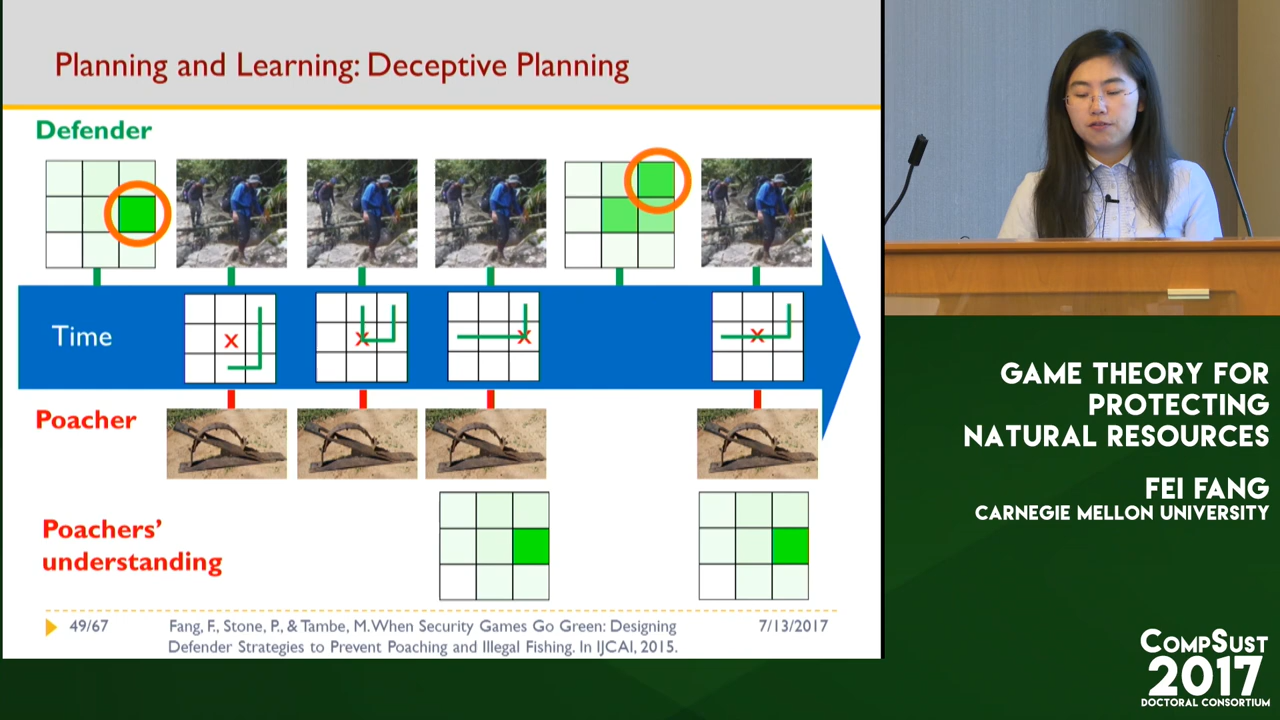 Planning and Learning: Deceptive Planning
Defender
Time
x
x
x
x
Poacher
Poachers'
understanding
49/67
Fang, F., Stone, P., & Tambe, M. When Security Games Go Green: Designing
Defender Strategies to Prevent Poaching and Illegal Fishing. In IJCAI, 2015.
7/13/2017
GAME THEORY FOR
PROTECTING
NATURAL RESOURCES
FEI FANG
CARNEGIE MELLON UNIVERSITY
COMPSUST
2017
DOCTORAL CONSORTIUM